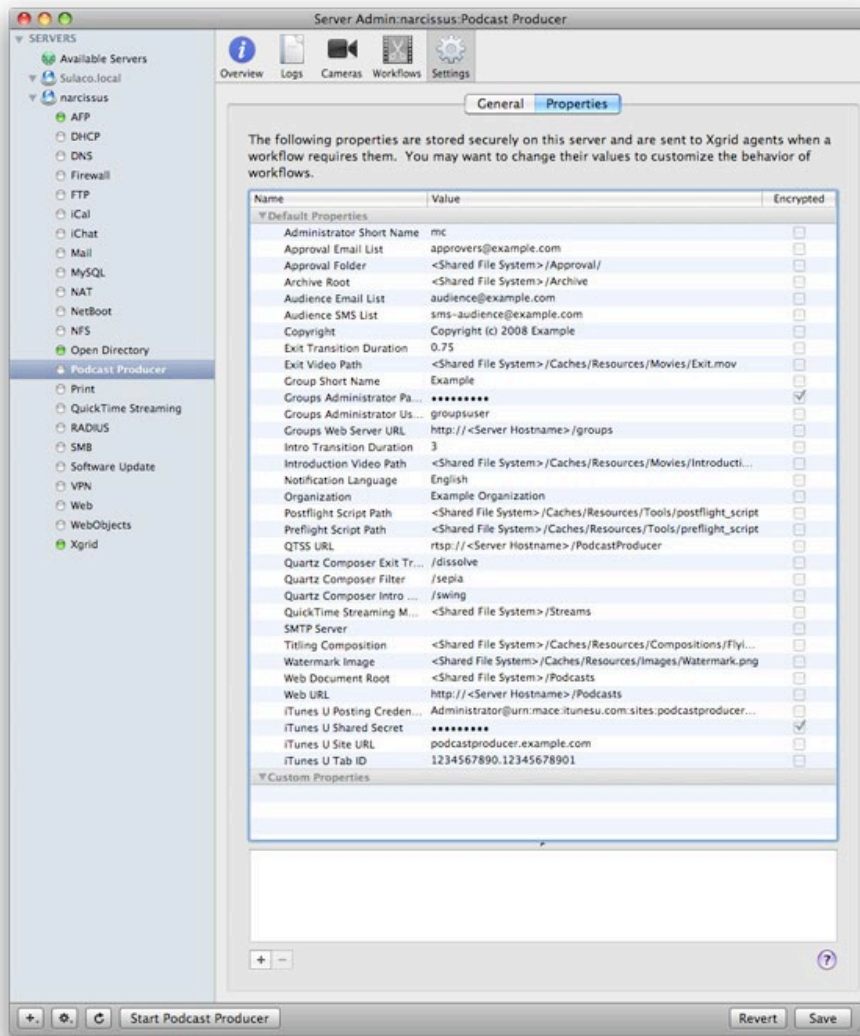 Server Admin:narcissus:Podcast Producer
SERVERS
Available Servers
Sulaco.local
narcissus
AFP
DHCP
DNS
Firewall
FTP
iCal
iChat
Mail
MySQL
NAT
NetBoot
NFS
Open Directory
Podcast Producer
Print
QuickTime Streaming
RADIUS
SMB
Software Update
VPN
Web
WebObjects
Xgrid
Overview Logs Cameras Workflows Settings
General Properties
The following properties are stored securely on this server and are sent to Xgrid agents when a
workflow requires them. You may want to change their values to customize the behavior of
workflows.
Name Value Encrypted
Default Properties
Administrator Short Name mc
Approval Email List approvers@example.com
Approval Folder <Shared File System>/Approval/
Archive Root <Shared File System>/Archive
Audience Email List audience@example.com
Audience SMS List sms-audience@example.com
Copyright Copyright (c) 2008 Example
Exit Transition Duration 0.75
Exit Video Path <Shared File System>/Caches/Resources/Movies/Exit.mov
Group Short Name Example
Groups Administrator Pa... •••••••••
Groups Administrator Us... groupsuser
Groups Web Server URL http://<Server Hostname>/groups
Intro Transition Duration 3
Introduction Video Path <Shared File System>/Caches/Resources/Movies/Introducti...
Notification Language English
Organization Example Organization
Postflight Script Path <Shared File System>/Caches/Resources/Tools/postflight_script
Preflight Script Path <Shared File System>/Caches/Resources/Tools/preflight_script
QTSS URL rtsp://<Server Hostname>/PodcastProducer
Quartz Composer Exit Tr... /dissolve
Quartz Composer Filter /sepia
Quartz Composer Intro ... /swing
QuickTime Streaming M... <Shared File System>/Streams
SMTP Server
Titling Composition <Shared File System>/Caches/Resources/Compositions/Flyi...
Watermark Image <Shared File System>/Caches/Resources/Images/Watermark.png
Web Document Root <Shared File System>/Podcasts
Web URL http://<Server Hostname>/Podcasts
iTunes U Posting Creden... Administrator@urn:mace:itunesu.com:sites:podcastproducer...
iTunes U Shared Secret •••••••••
iTunes U Site URL podcastproducer.example.com
iTunes U Tab ID 1234567890.12345678901
Custom Properties
+ − ?
Start Podcast Producer Revert Save